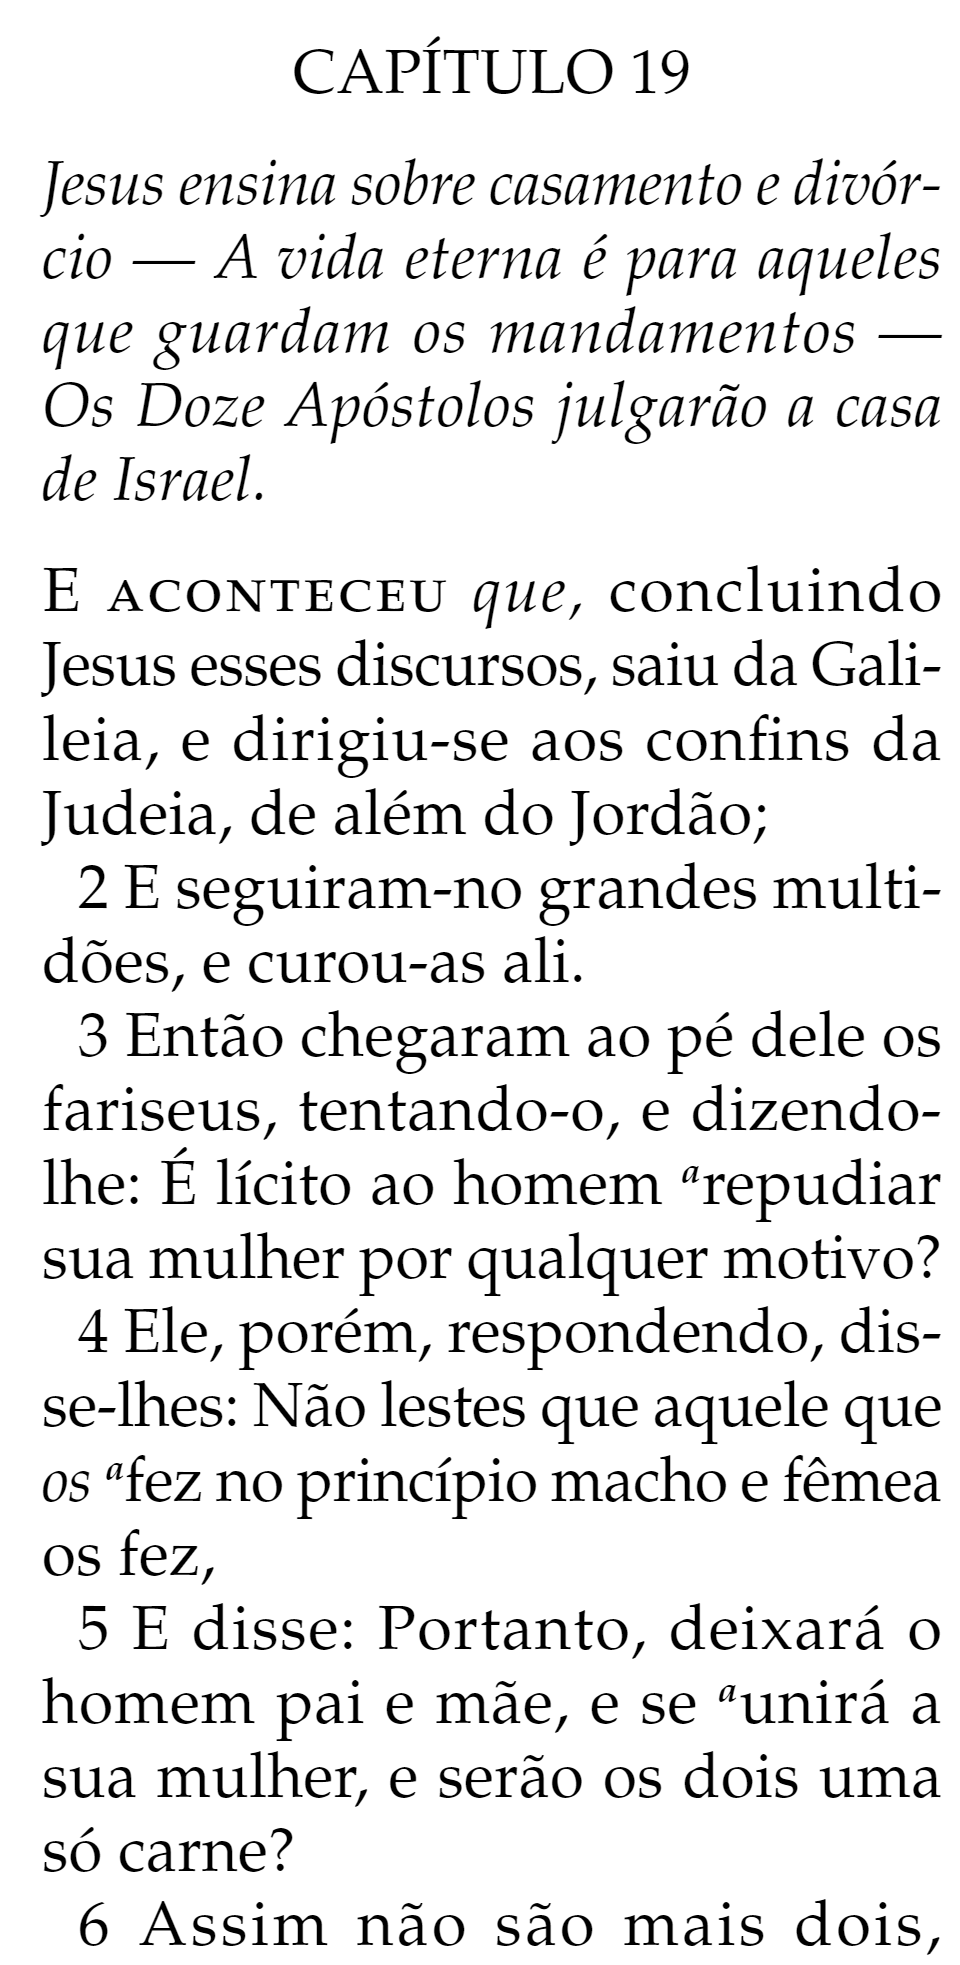 CAPÍTULO 19
Jesus ensina sobre casamento e divór-
cio — A vida eterna é para aqueles
que guardam os mandamentos —
Os Doze Apóstolos julgarão a casa
de Israel.
E ACONTECEU que, concluindo
Jesus esses discursos, saiu da Gali-
leia, e dirigiu-se aos confins da
Judeia, de além do Jordão;
2 E seguiram-no grandes multi-
dões, e curou-as ali.
3 Então chegaram ao pé dele os
fariseus, tentando-o, e dizendo-
lhe: É lícito ao homem ᵃrepudiar
sua mulher por qualquer motivo?
4 Ele, porém, respondendo, dis-
se-lhes: Não lestes que aquele que
os ᵃfez no princípio macho e fêmea
os fez,
5 E disse: Portanto, deixará o
homem pai e mãe, e se ᵃunirá a
sua mulher, e serão os dois uma
só carne?
6 Assim não são mais dois,